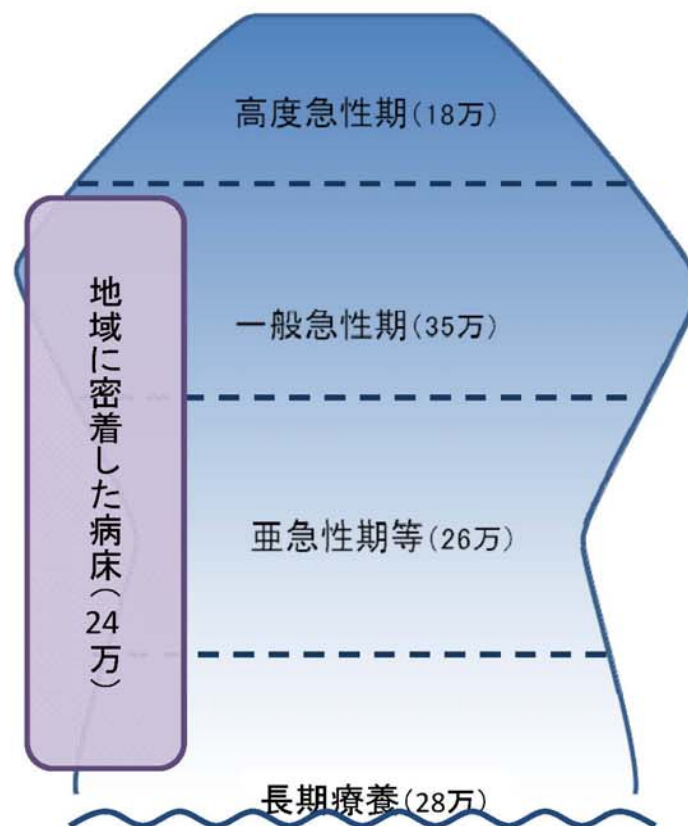 高度急性期(18万)
一般急性期(35万)
地域に密着した病床(24万)
亜急性期等(26万)
長期療養(28万)